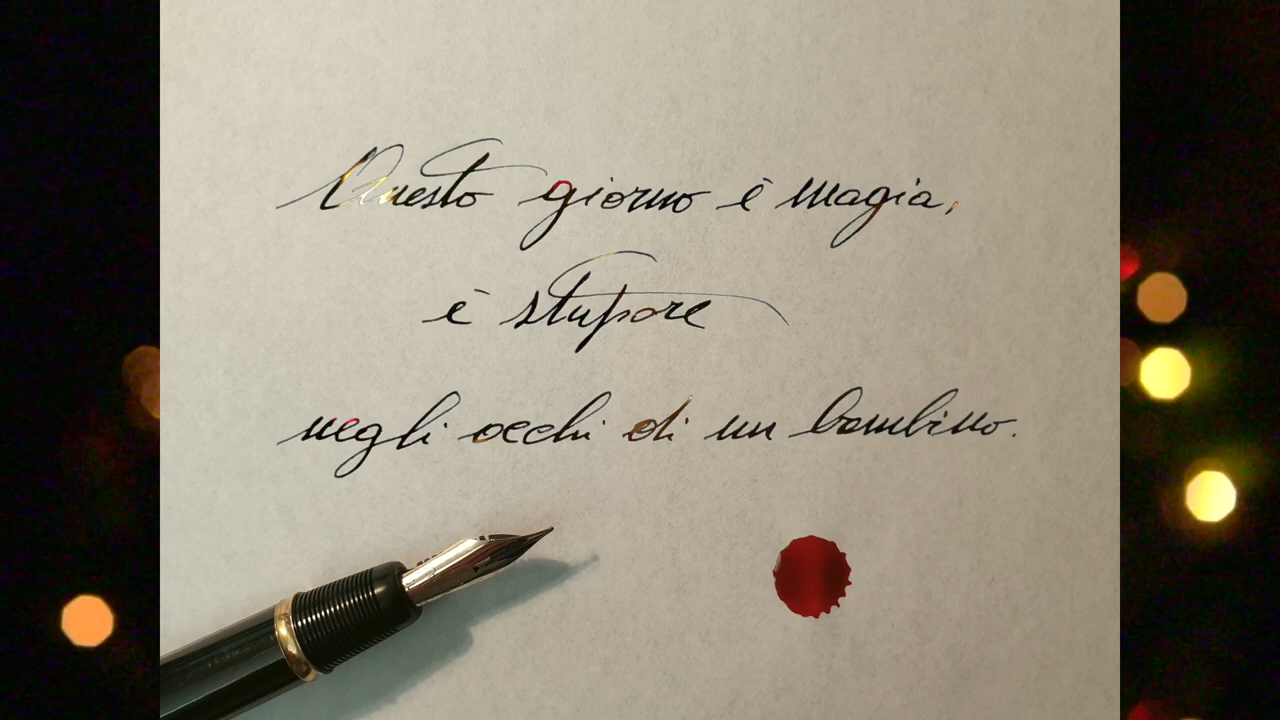 Questo giorno è magia,
è stupore
negli occhi di un bambino.